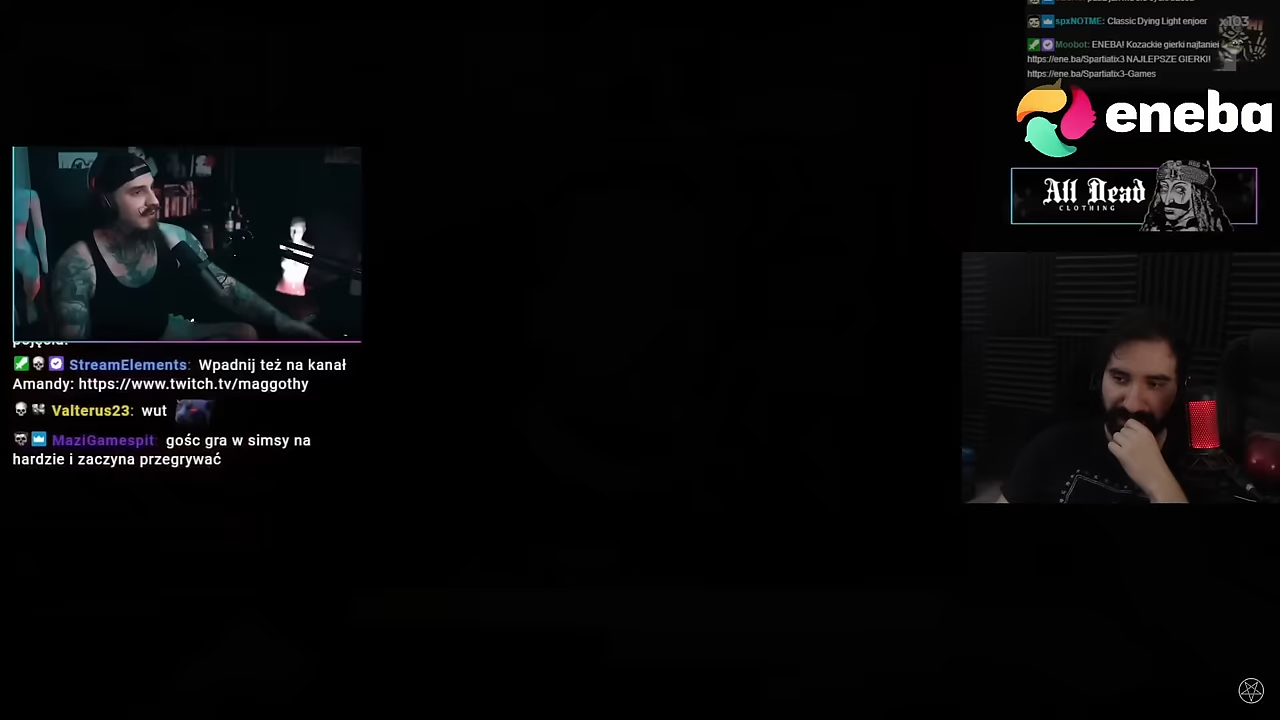 spxNOTME: Classic Dying Light enjoer
x103
Moobot: ENEBA! Kozackie gierki najtaniei
https://ene.ba/Spartiatix3 NAJLEPSZE GIERKI!
https://ene.ba/Spartiatix3-Games
eneba
All Dead
CLOTHING
StreamElements: Wpadnij też na kanał
Amandy: https://www.twitch.tv/maggothy
Valterus23: wut
MaziGamespit: gośc gra w simsy na
hardzie i zaczyna przegrywać